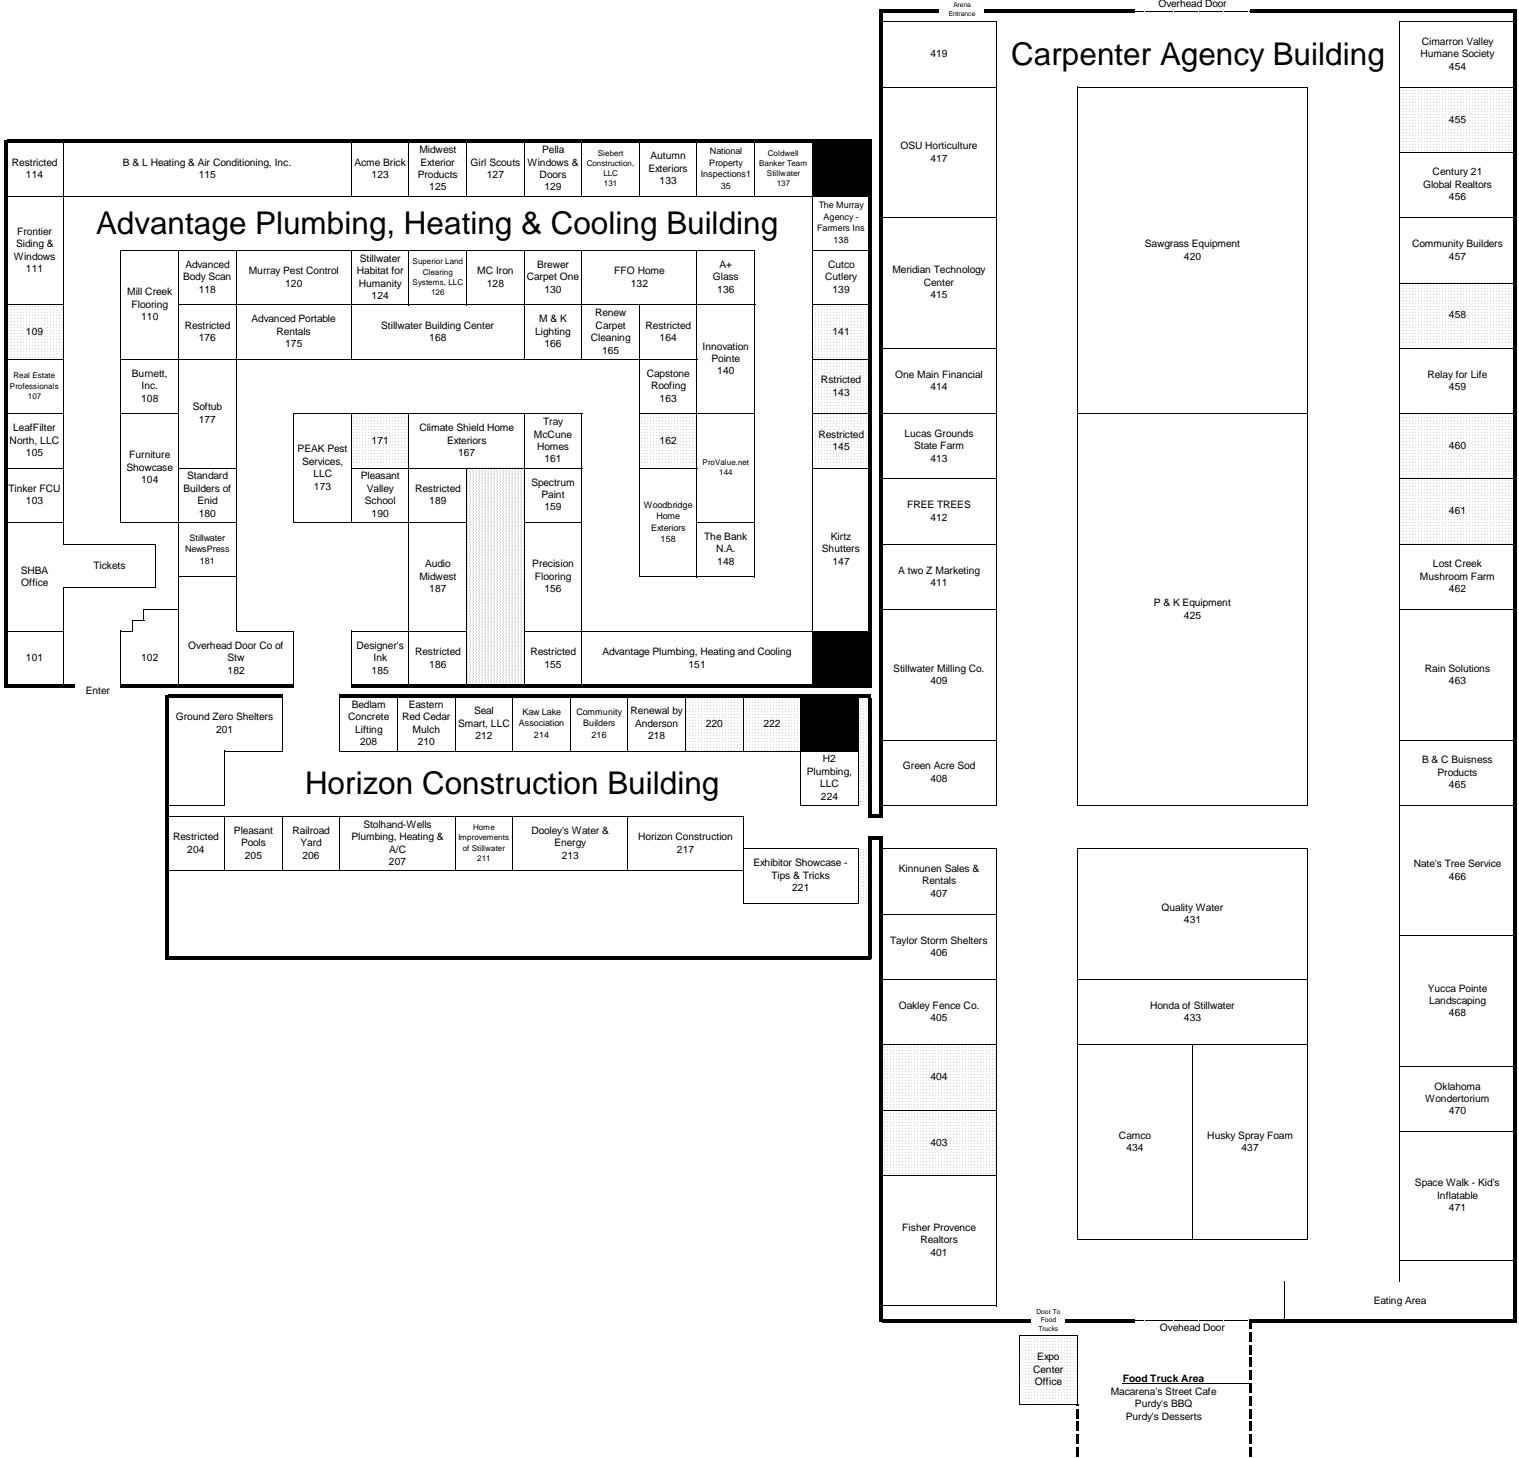 Arena
Entrance
Overhead Door
Carpenter Agency Building
419
OSU Horticulture
417
Meridian Technology
Center
415
One Main Financial
414
Lucas Grounds
State Farm
413
FREE TREES
412
A two Z Marketing
411
Stillwater Milling Co.
409
Green Acre Sod
408
Kinnunen Sales &
Rentals
407
Taylor Storm Shelters
406
Oakley Fence Co.
405
404
403
Fisher Provence
Realtors
401
Sawgrass Equipment
420
P & K Equipment
425
Quality Water
431
Honda of Stillwater
433
Camco
434
Husky Spray Foam
437
Cimarron Valley
Humane Society
454
455
Century 21
Global Realtors
456
Community Builders
457
458
Relay for Life
459
460
461
Lost Creek
Mushroom Farm
462
Rain Solutions
463
B & C Buisness
Products
465
Nate's Tree Service
466
Yucca Pointe
Landscaping
468
Oklahoma
Wondertorium
470
Space Walk - Kid's
Inflatable
471
Eating Area
Door To
Food
Trucks
Ovehead Door
Expo
Center
Office
Food Truck Area
Macarena's Street Cafe
Purdy's BBQ
Purdy's Desserts
Restricted
114
B & L Heating & Air Conditioning, Inc.
115
Acme Brick
123
Midwest
Exterior
Products
125
Girl Scouts
127
Pella
Windows &
Doors
129
Siebert
Construction,
LLC
131
Autumn
Exteriors
133
National
Property
Inspections1
35
Coldwell
Banker Team
Stillwater
137
Advantage Plumbing, Heating & Cooling Building
Frontier
Siding &
Windows
111
109
Real Estate
Professionals
107
LeafFilter
North, LLC
105
Tinker FCU
103
SHBA
Office
Tickets
101
Enter
102
Mill Creek
Flooring
110
Advanced
Body Scan
118
Murray Pest Control
120
Stillwater
Habitat for
Humanity
124
Superior Land
Clearing
Systems, LLC
126
MC Iron
128
Brewer
Carpet One
130
FFO Home
132
A+
Glass
136
The Murray
Agency -
Farmers Ins
138
Cutco
Cutlery
139
Restricted
176
Advanced Portable
Rentals
175
Stillwater Building Center
168
M & K
Lighting
166
Renew
Carpet
Cleaning
165
Restricted
164
Innovation
Pointe
140
141
Burnett,
Inc.
108
Softub
177
Capstone
Roofing
163
Rstricted
143
Furniture
Showcase
104
PEAK Pest
Services,
LLC
173
171
Climate Shield Home
Exteriors
167
Tray
McCune
Homes
161
162
ProValue.net
144
Restricted
145
Standard
Builders of
Enid
180
Pleasant
Valley
School
190
Restricted
189
Spectrum
Paint
159
Woodbridge
Home
Exteriors
158
Stillwater
NewsPress
181
Audio
Midwest
187
Precision
Flooring
156
The Bank
N.A.
148
Kirtz
Shutters
147
Overhead Door Co of
Stw
182
Designer's
Ink
185
Restricted
186
Restricted
155
Advantage Plumbing, Heating and Cooling
151
Ground Zero Shelters
201
Bedlam
Concrete
Lifting
208
Eastern
Red Cedar
Mulch
210
Seal
Smart, LLC
212
Kaw Lake
Association
214
Community
Builders
216
Renewal by
Anderson
218
220
222
Horizon Construction Building
H2
Plumbing,
LLC
224
Restricted
204
Pleasant
Pools
205
Railroad
Yard
206
Stolhand-Wells
Plumbing, Heating &
A/C
207
Home
Improvements
of Stillwater
211
Dooley's Water &
Energy
213
Horizon Construction
217
Exhibitor Showcase -
Tips & Tricks
221